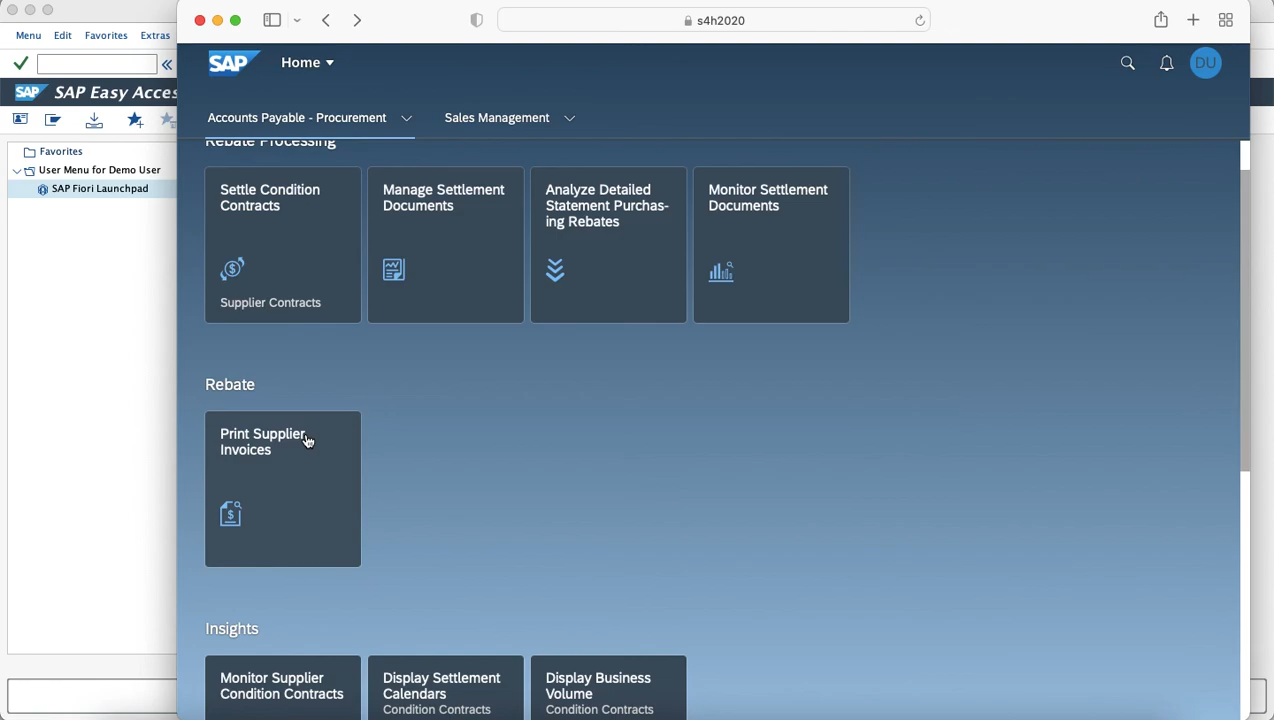 s4h2020
Menu Edit Favorites Extras
SAP Home DU
SAP SAP Easy Acces
Accounts Payable - Procurement Sales Management
Rebate Processing
Favorites
User Menu for Demo User
SAP Fiori Launchpad
Settle Condition
Contracts
Supplier Contracts
Manage Settlement
Documents
Analyze Detailed
Statement Purchas-
ing Rebates
Monitor Settlement
Documents
Rebate
Print Supplier
Invoices
Insights
Monitor Supplier
Condition Contracts
Display Settlement
Calendars
Condition Contracts
Display Business
Volume
Condition Contracts